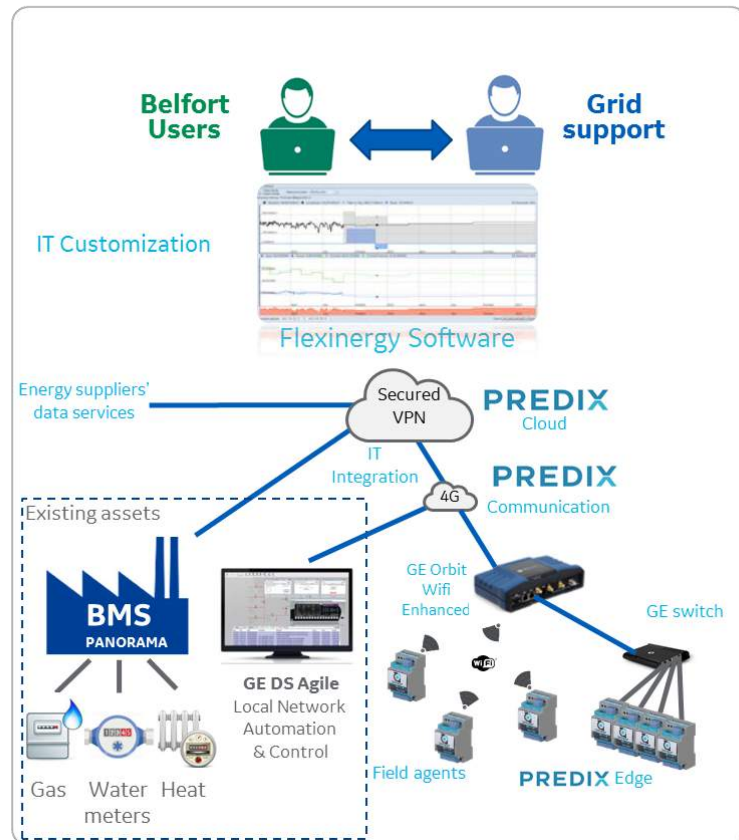 Belfort
Users
Grid
support
IT Customization
Flexinergy Software
Energy suppliers'
data services
Secured
VPN
PREDIX
Cloud
IT
Integration
4G
PREDIX
Communication
Existing assets
BMS
PANORAMA
GE Orbit
Wifi
Enhanced
GE switch
WiFi
GE DS Agile
Local Network
Automation
& Control
Gas
Water
meters
Heat
Field agents
PREDIX Edge